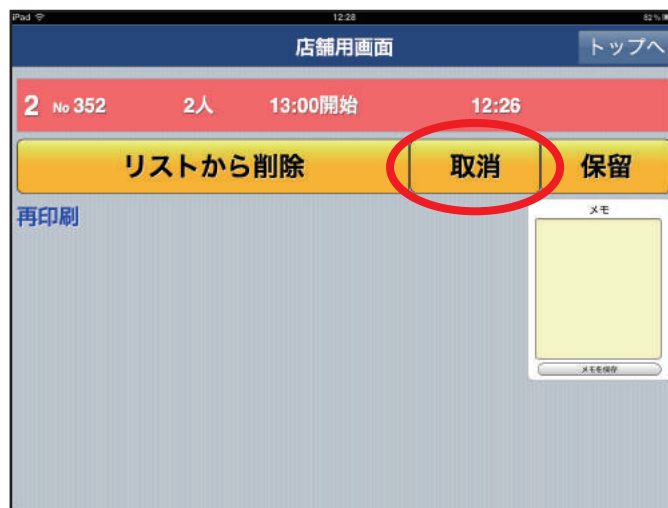 iPad 12:28 82%
店舗用画面 トップへ
2 No 352 2人 13:00開始 12:26
リストから削除 取消 保留
再印刷
メモ
メモを保存